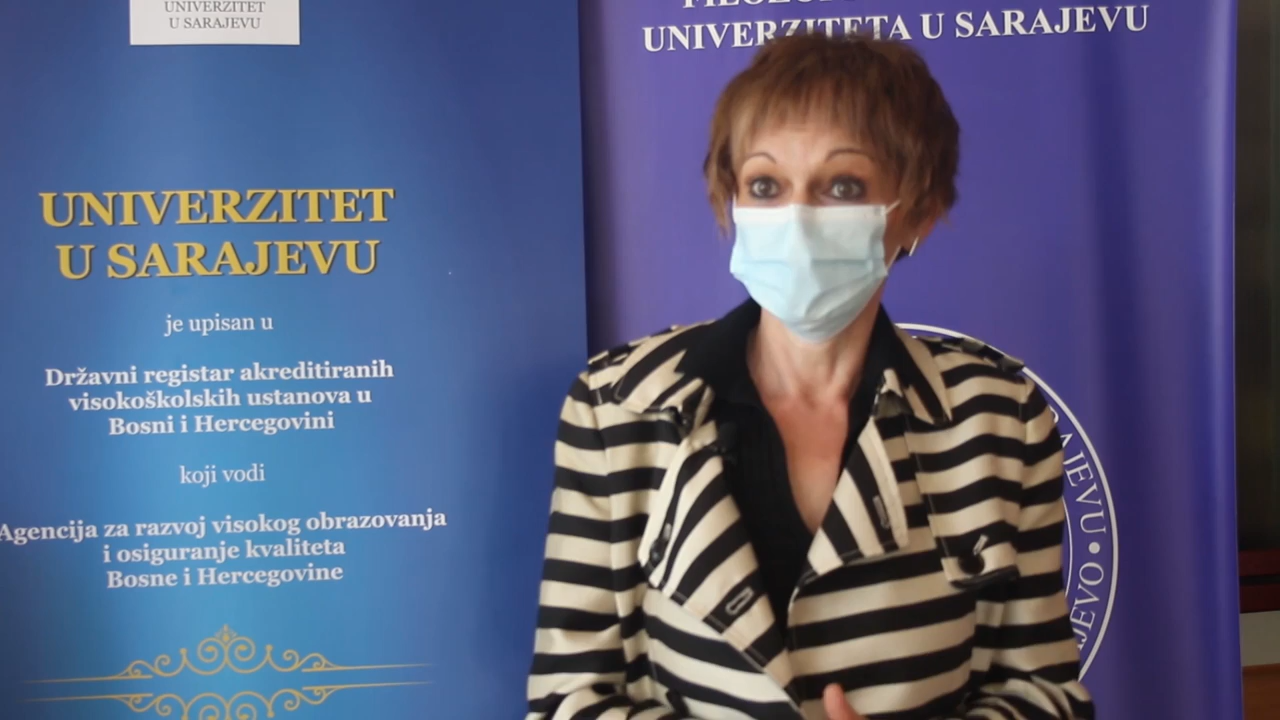 UNIVERZITET
U SARAJEVU
UNIVERZITET
U SARAJEVU
je upisan u
Državni registar akreditiranih
visokoškolskih ustanova u
Bosni i Hercegovini
koji vodi
Agencija za razvoj visokog obrazovanja
i osiguranje kvaliteta
Bosne i Hercegovine
UNIVERZITETA U SARAJEVU